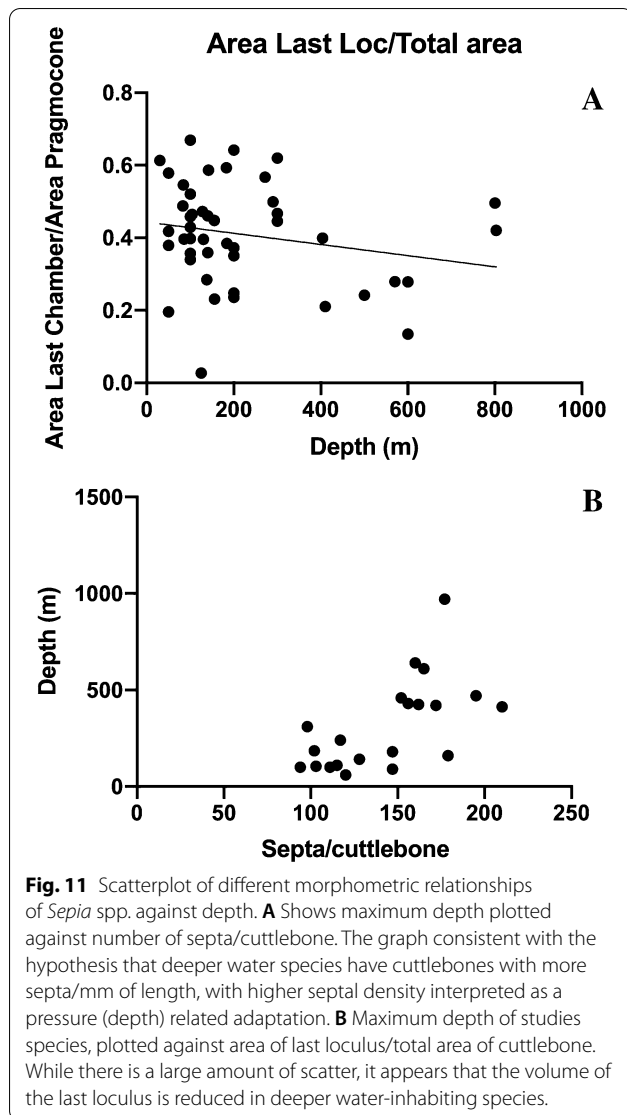 Area Last Loc/Total area
A
Area Last Chamber/Area Pragmocone
0.8
0.6
0.4
0.2
0.0
0 200 400 600 800 1000
Depth (m)
B
Depth (m)
1500
1000
500
0
0 50 100 150 200 250
Septa/cuttlebone
Fig. 11 Scatterplot of different morphometric relationships
of Sepia spp. against depth. A Shows maximum depth plotted
against number of septa/cuttlebone. The graph consistent with the
hypothesis that deeper water species have cuttlebones with more
septa/mm of length, with higher septal density interpreted as a
pressure (depth) related adaptation. B Maximum depth of studies
species, plotted against area of last loculus/total area of cuttlebone.
While there is a large amount of scatter, it appears that the volume of
the last loculus is reduced in deeper water-inhabiting species.